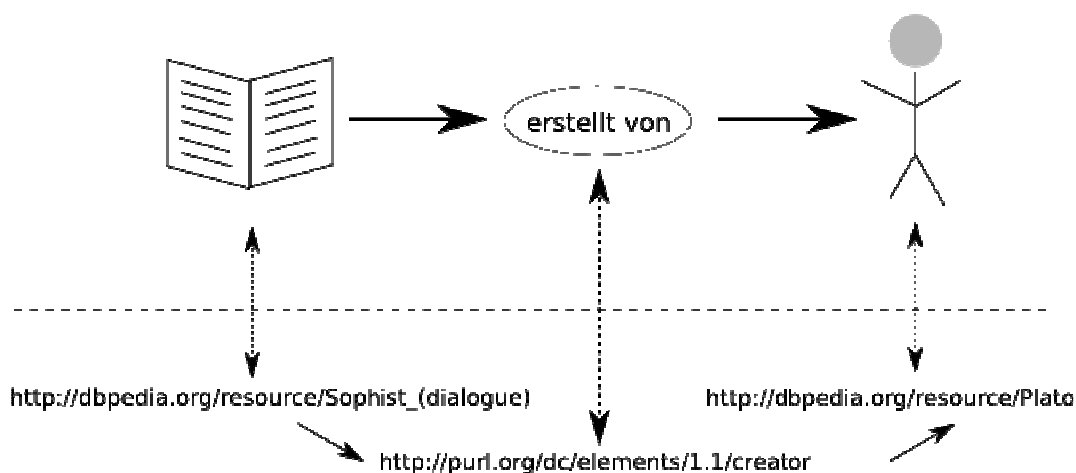 erstellt von
http://dbpedia.org/resource/Sophist_(dialogue)
http://dbpedia.org/resource/Plato
http://purl.org/dc/elements/1.1/creator